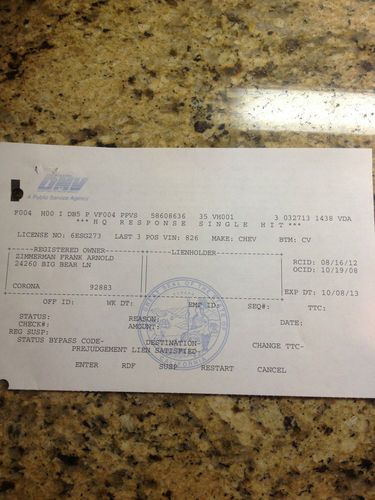 DMV
A Public Service Agency
F004 H00 I DB5 P VF004 PPVS 58608636 35 VH001 3 032713 1438 VDA
*** HQ RESPONSE SINGLE HIT ***
LICENSE NO: 6ESG273 LAST 3 POS VIN: 826 MAKE: CHEV BTM: CV
REGISTERED OWNER LIENHOLDER
ZIMMERMAN FRANK ARNOLD
24260 BIG BEAR LN RCID: 08/16/12
OCID: 10/19/08
CORONA 92883 EXP DT: 10/08/13
OFF ID: WK DT: EMP ID: SEQ#: TTC:
STATUS: REASON:
CHECK#: AMOUNT: DATE:
REG SUSP:
STATUS BYPASS CODE- DESTINATION- CHANGE TTC-
PREJUDGEMENT LIEN SATISFIED-
ENTER RDF SUSP RESTART CANCEL